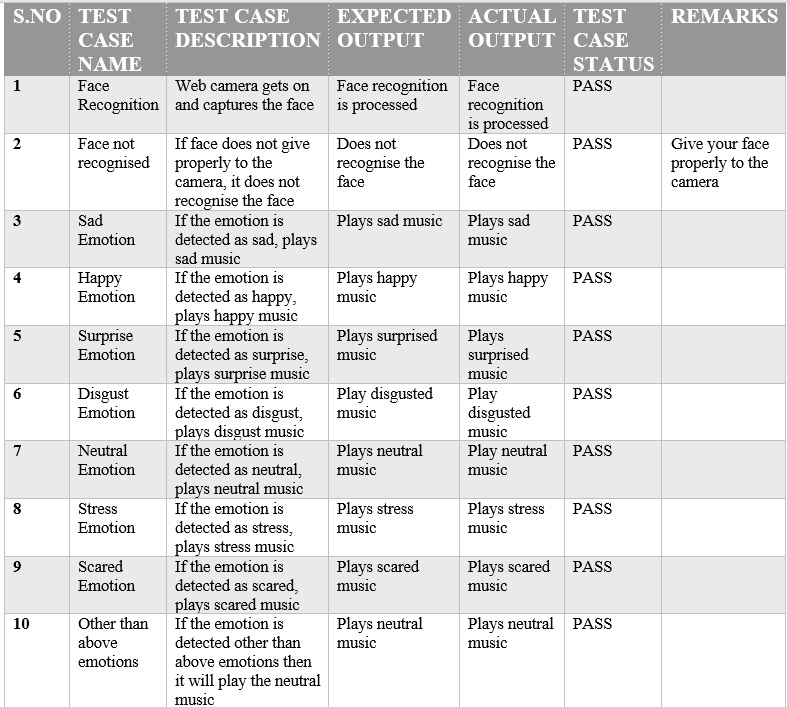 S.NO TEST CASE NAME TEST CASE DESCRIPTION EXPECTED OUTPUT ACTUAL OUTPUT TEST CASE STATUS REMARKS
1 Face Recognition Web camera gets on and captures the face Face recognition is processed Face recognition is processed PASS
2 Face not recognised If face does not give properly to the camera, it does not recognise the face Does not recognise the face Does not recognise the face PASS Give your face properly to the camera
3 Sad Emotion If the emotion is detected as sad, plays sad music Plays sad music Plays sad music PASS
4 Happy Emotion If the emotion is detected as happy, plays happy music Plays happy music Plays happy music PASS
5 Surprise Emotion If the emotion is detected as surprise, plays surprise music Plays surprised music Plays surprised music PASS
6 Disgust Emotion If the emotion is detected as disgust, plays disgust music Play disgusted music Play disgusted music PASS
7 Neutral Emotion If the emotion is detected as neutral, plays neutral music Plays neutral music Play neutral music PASS
8 Stress Emotion If the emotion is detected as stress, plays stress music Plays stress music Plays stress music PASS
9 Scared Emotion If the emotion is detected as scared, plays scared music Plays scared music Plays scared music PASS
10 Other than above emotions If the emotion is detected other than above emotions then it will play the neutral music Plays neutral music Plays neutral music PASS